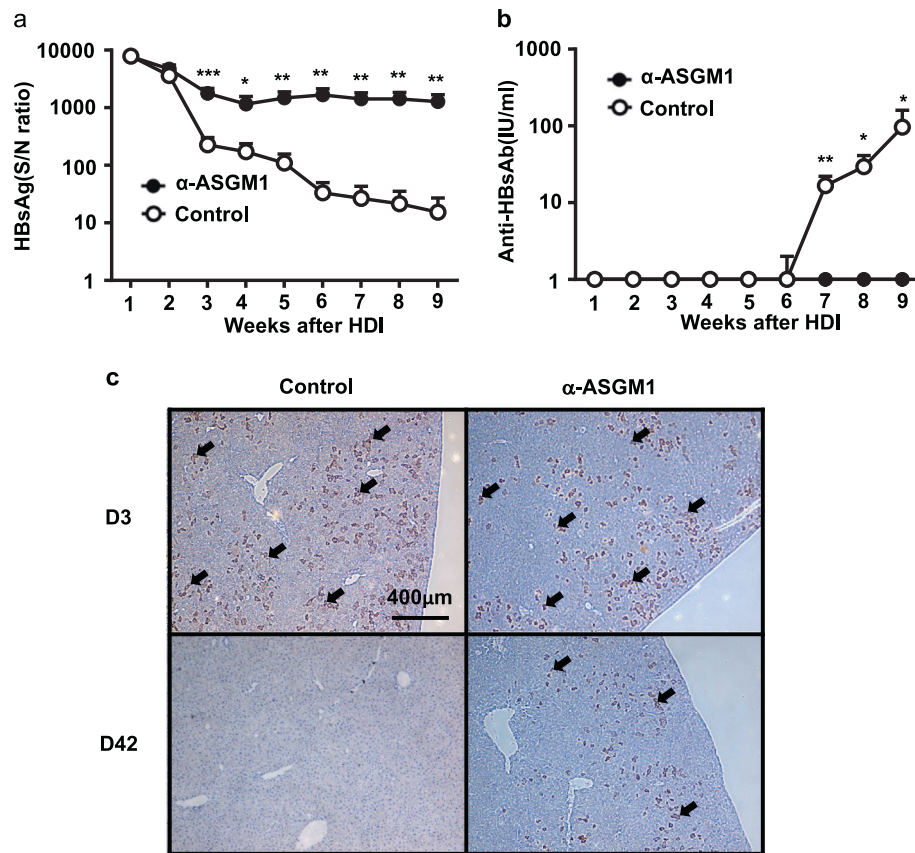 a
10000
1000
100
10
1
HBsAg(S/N ratio)
*** * ** ** ** ** **
α-ASGM1
Control
1 2 3 4 5 6 7 8 9
Weeks after HDI
b
1000
100
10
1
Anti-HBsAb(IU/ml)
α-ASGM1
Control
** * *
1 2 3 4 5 6 7 8 9
Weeks after HDI
c
Control α-ASGM1
D3
400μm
D42